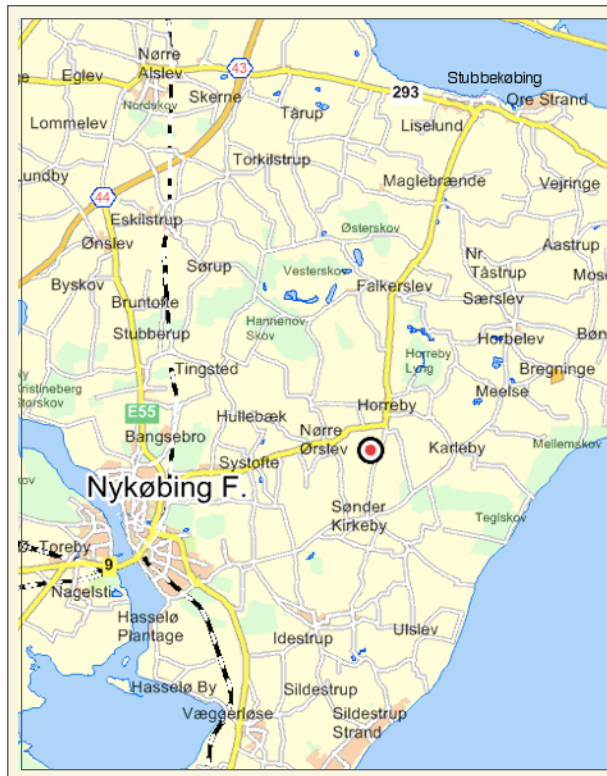 Nørre
Alslev
Eglev
43
Skerne
Nordskov
Stubbekøbing
293
Ore Strand
Tårup
Liselund
Lommelev
Torkilstrup
Maglebrænde
Vejringe
44
Eskilstrup
Østerskov
Ønslev
Sørup
Vesterskov
Nr.
Tåstrup
Aastrup
Byskov
Falkerslev
Særslev
Bruntofte
Hannenov
Skov
Stubberup
Horbelev
Horreby
Lyng
Tingsted
Bregninge
Meelse
Storskov
E55
Hullebæk
Horreby
Bangsebro
Nørre
Ørslev
Karleby
Mellemskov
Systofte
Nykøbing F.
Sønder
Kirkeby
Teglskov
Toreby
9
Nagelsti
Hasselø
Plantage
Idestrup
Ulslev
Hasselø By
Sildestrup
Væggerløse
Sildestrup
Strand